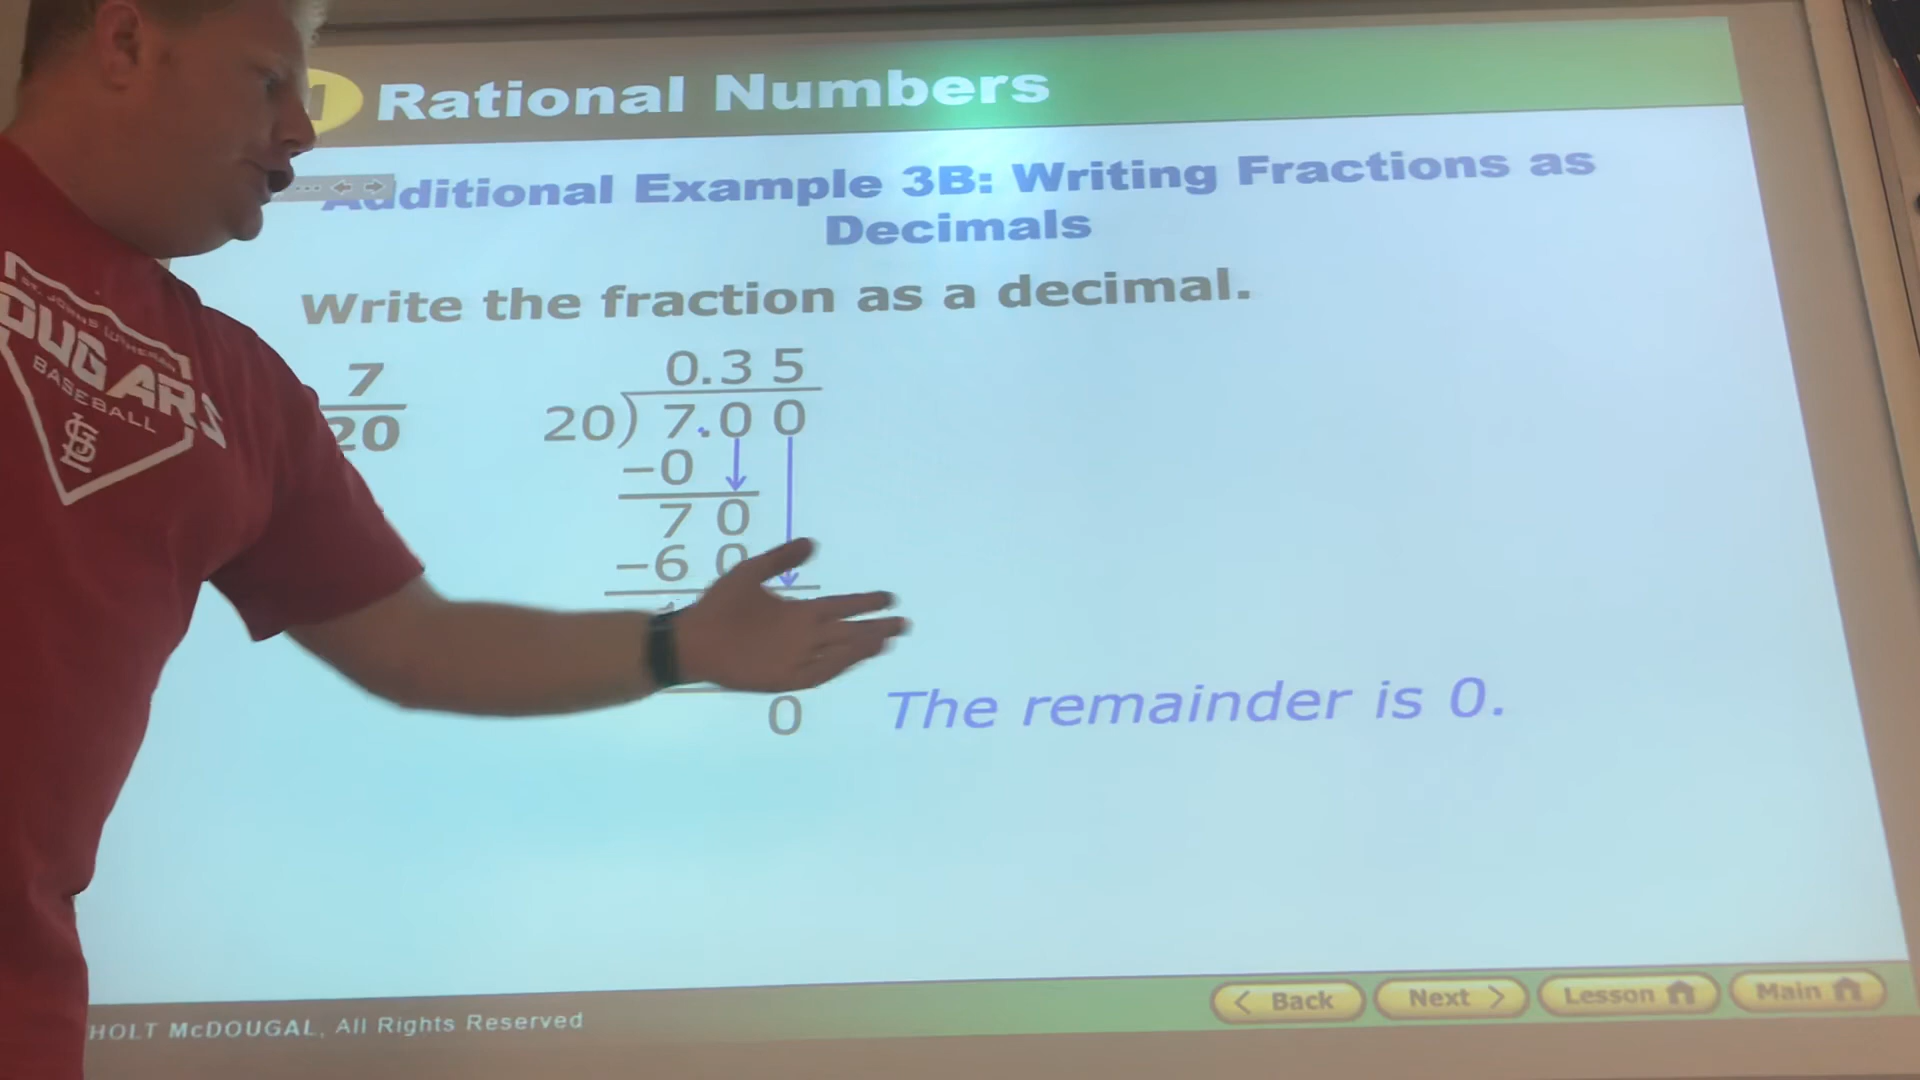 Rational Numbers
Additional Example 3B: Writing Fractions as
Decimals
Write the fraction as a decimal.
7
20
0.35
20) 7.00
−0
70
−60
0
The remainder is 0.
COUGARS
BASEBALL
HOLT McDOUGAL, All Rights Reserved
< Back
Next >
Lesson
Main